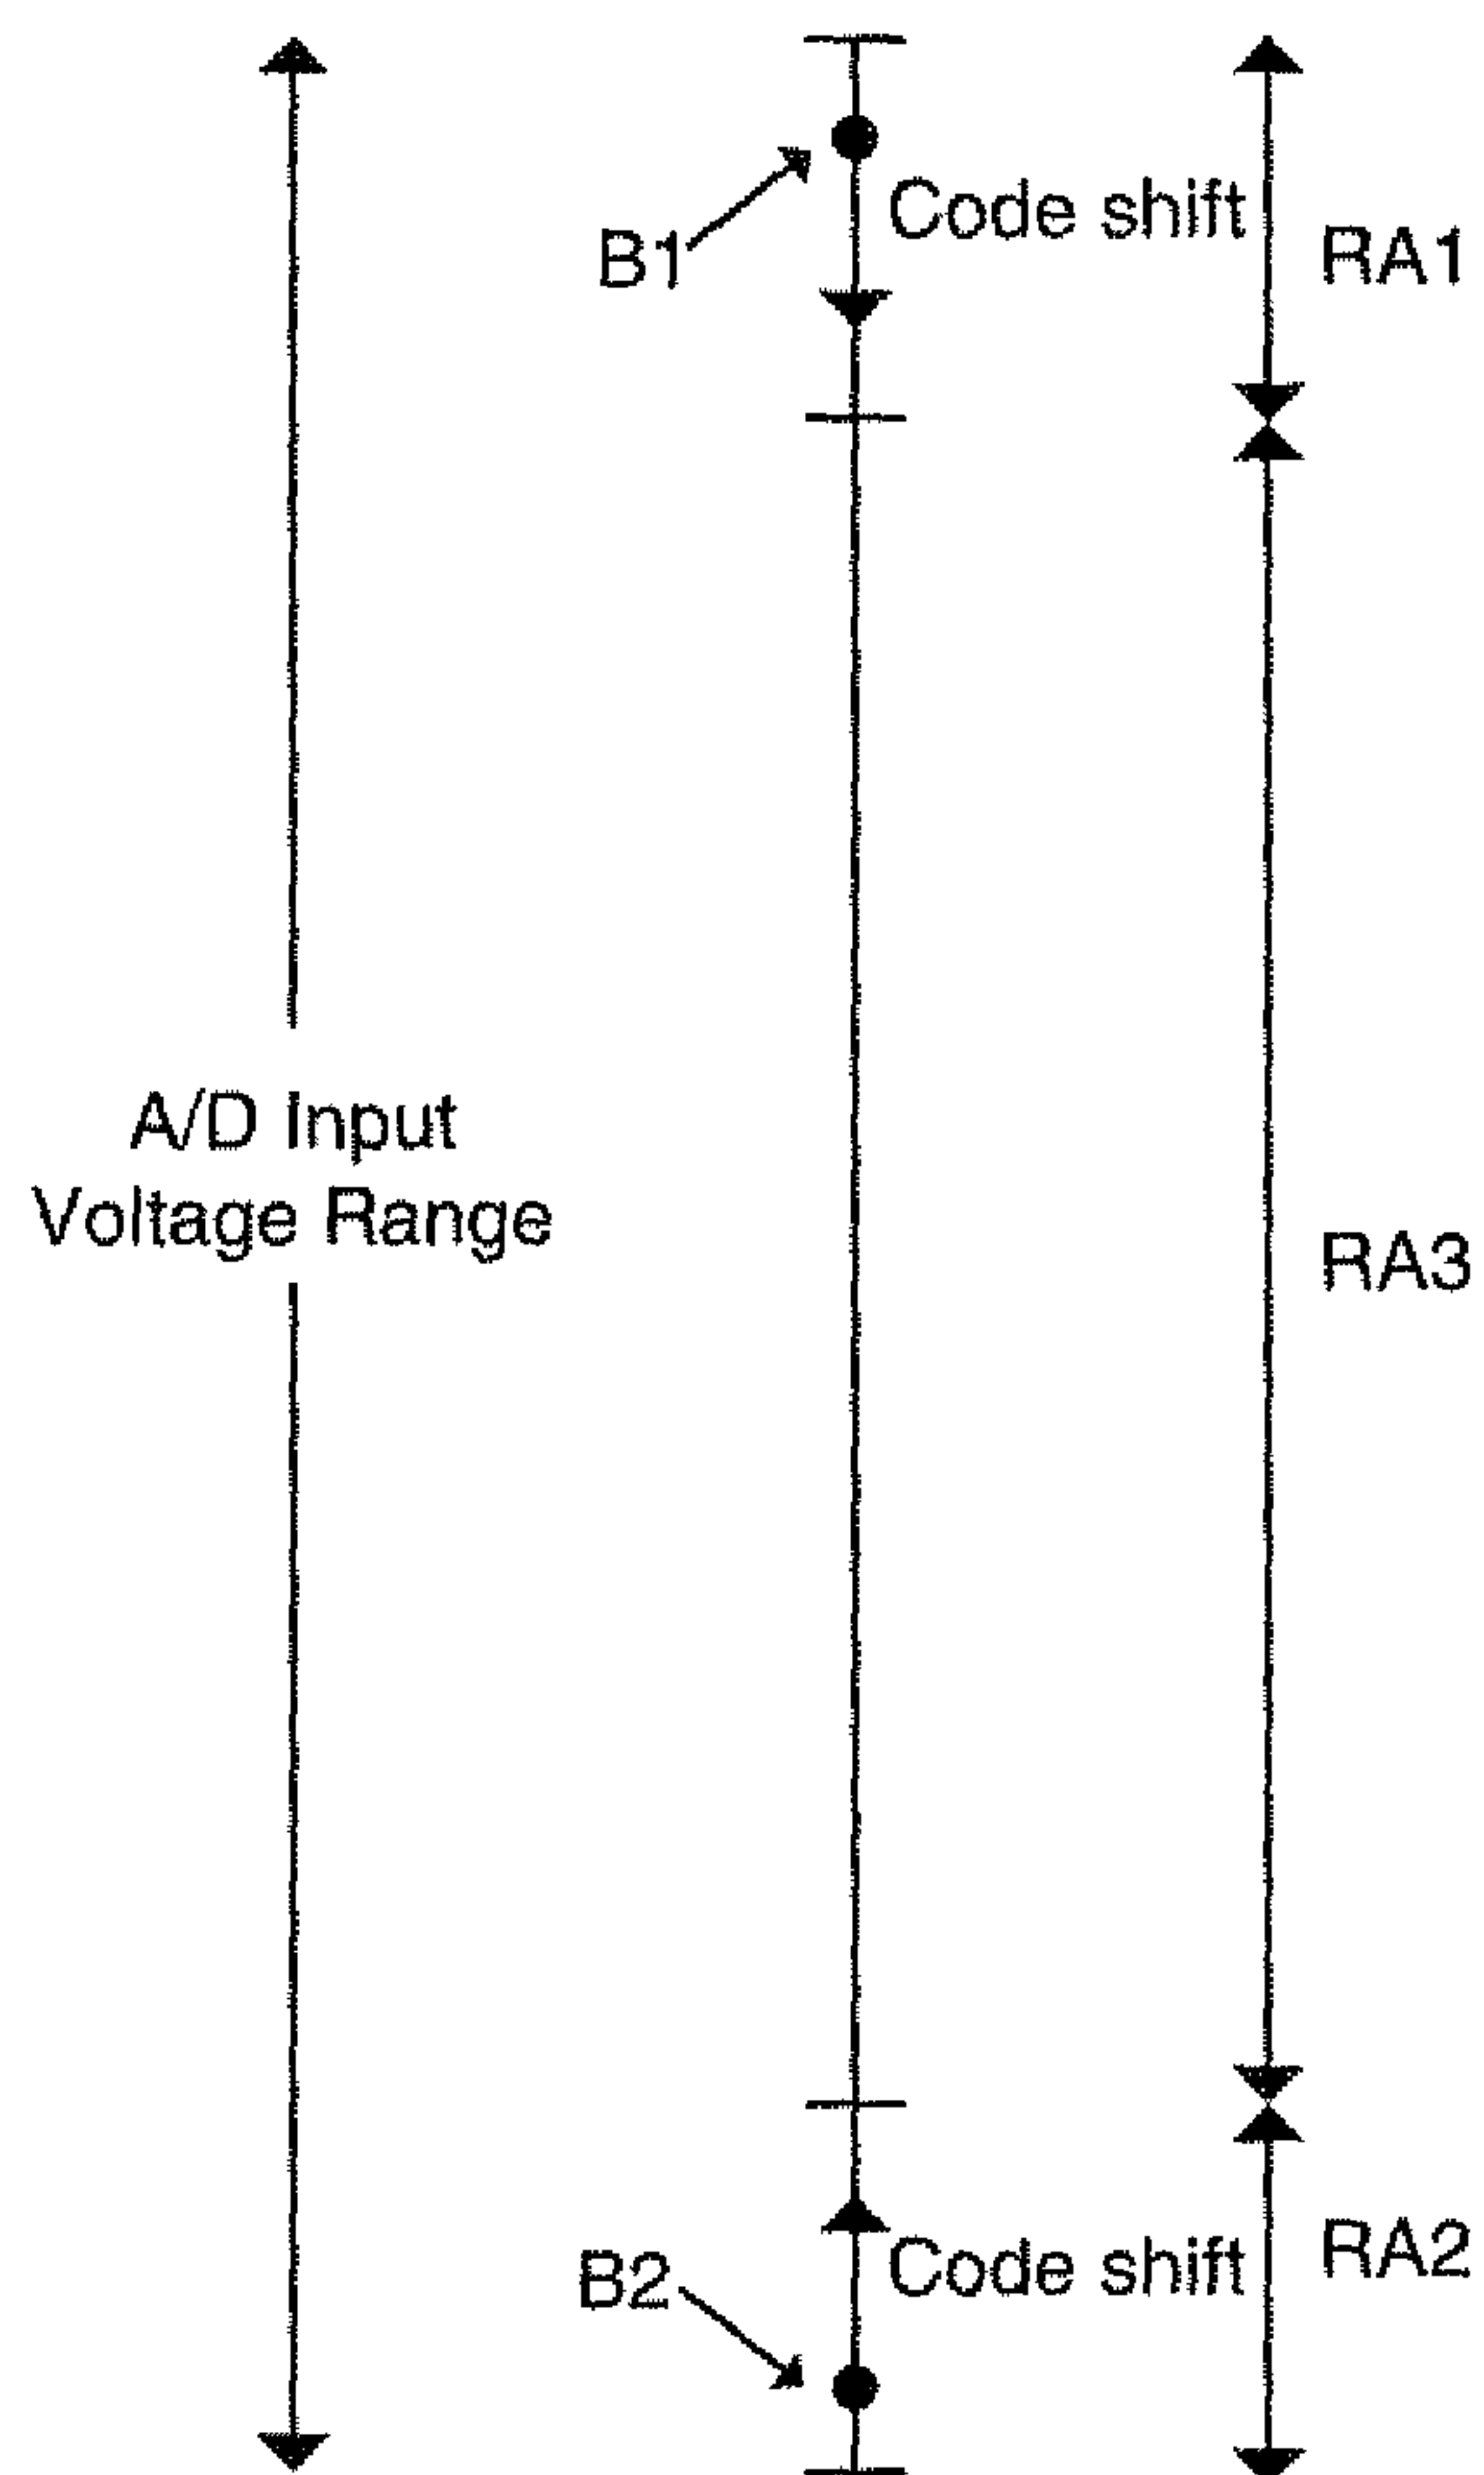 Code shift
B1
RA1
A/D Input
Voltage Range
RA3
B2
Code shift
RA2